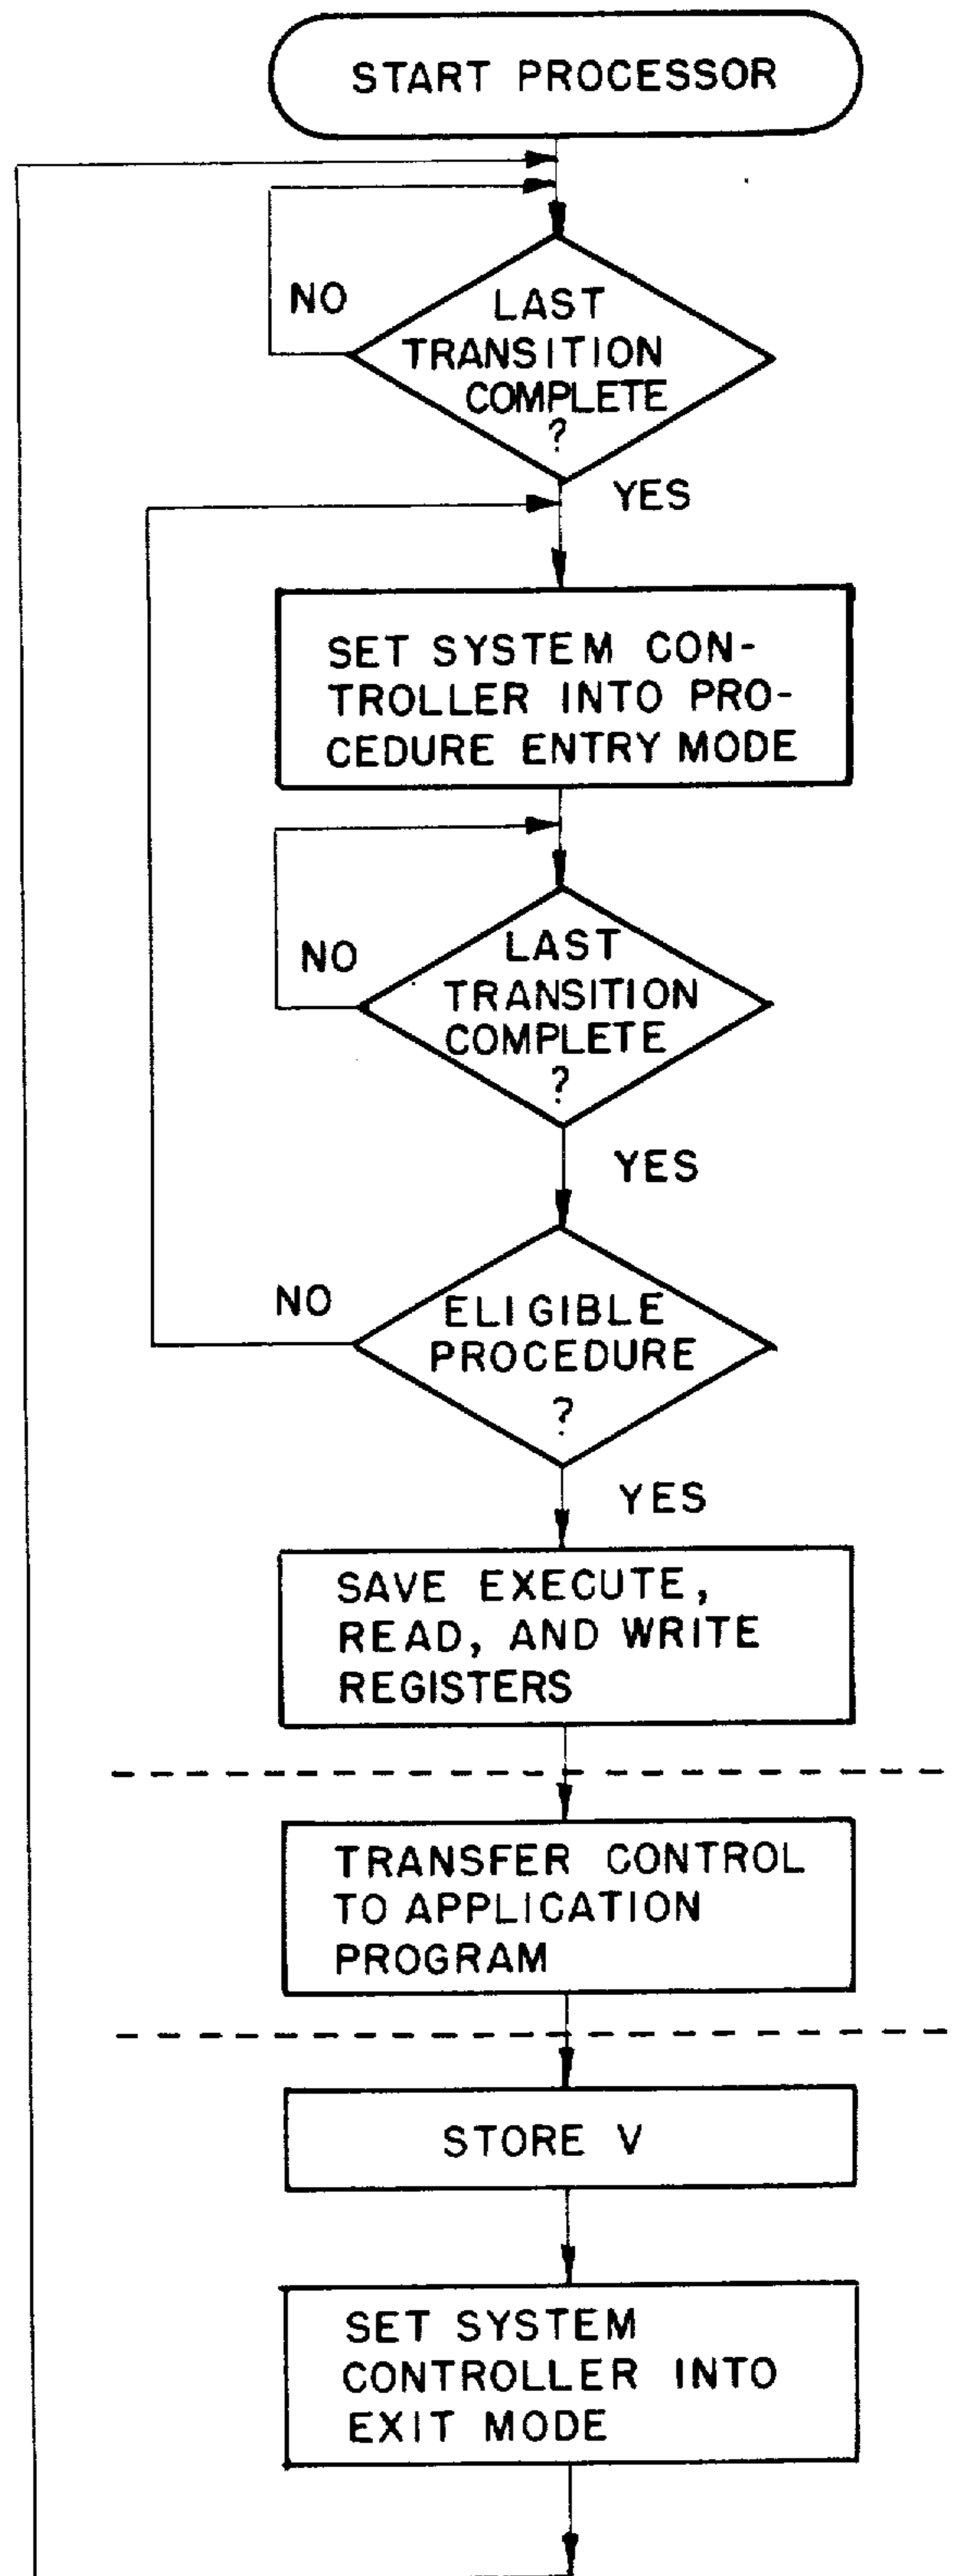 START PROCESSOR
NO
LAST
TRANSITION
COMPLETE
?
YES
SET SYSTEM CON-
TROLLER INTO PRO-
CEDURE ENTRY MODE
NO
LAST
TRANSITION
COMPLETE
?
YES
NO
ELIGIBLE
PROCEDURE
?
YES
SAVE EXECUTE,
READ, AND WRITE
REGISTERS
TRANSFER CONTROL
TO APPLICATION
PROGRAM
STORE V
SET SYSTEM
CONTROLLER INTO
EXIT MODE